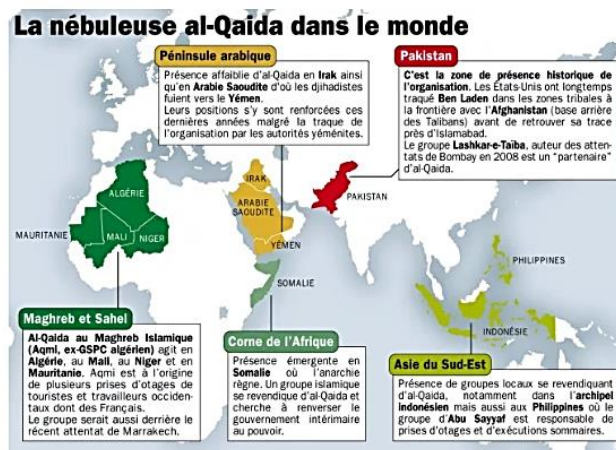 La nébuleuse al-Qaida dans le monde
Péninsule arabique
Présence affaiblie d'al-Qaida en Irak ainsi
qu'en Arabie Saoudite d'où les djihadistes
fuient vers le Yémen.
Leurs positions s'y sont renforcées ces
dernières années malgré la traque de
l'organisation par les autorités yéménites.
Pakistan
C'est la zone de présence historique de
l'organisation. Les États-Unis ont longtemps
traqué Ben Laden dans les zones tribales à
la frontière avec l'Afghanistan (base arrière
des Talibans) avant de retrouver sa trace
près d'Islamabad.
Le groupe Lashkar-e-Taïba, auteur des atten-
tats de Bombay en 2008 est un "partenaire"
d'al-Qaida.
ALGÉRIE
MAURITANIE
MALI
NIGER
IRAK
ARABIE
SAOUDITE
YÉMEN
SOMALIE
PAKISTAN
PHILIPPINES
INDONÉSIE
Maghreb et Sahel
Al-Qaida au Maghreb Islamique
(Aqmi, ex-GSPC algérien) agit en
Algérie, au Mali, au Niger et en
Mauritanie. Aqmi est à l'origine
de plusieurs prises d'otages de
touristes et travailleurs occiden-
taux dont des Français.
Le groupe serait aussi derrière le
récent attentat de Marrakech.
Corne de l'Afrique
Présence émergente en
Somalie où l'anarchie
règne. Un groupe islamique
se revendique d'al-Qaida et
cherche à renverser le
gouvernement intérimaire
au pouvoir.
Asie du Sud-Est
Présence de groupes locaux se revendiquant
d'al-Qaida, notamment dans l'archipel
indonésien mais aussi aux Philippines où le
groupe d'Abu Sayyaf est responsable de
prises d'otages et d'exécutions sommaires.